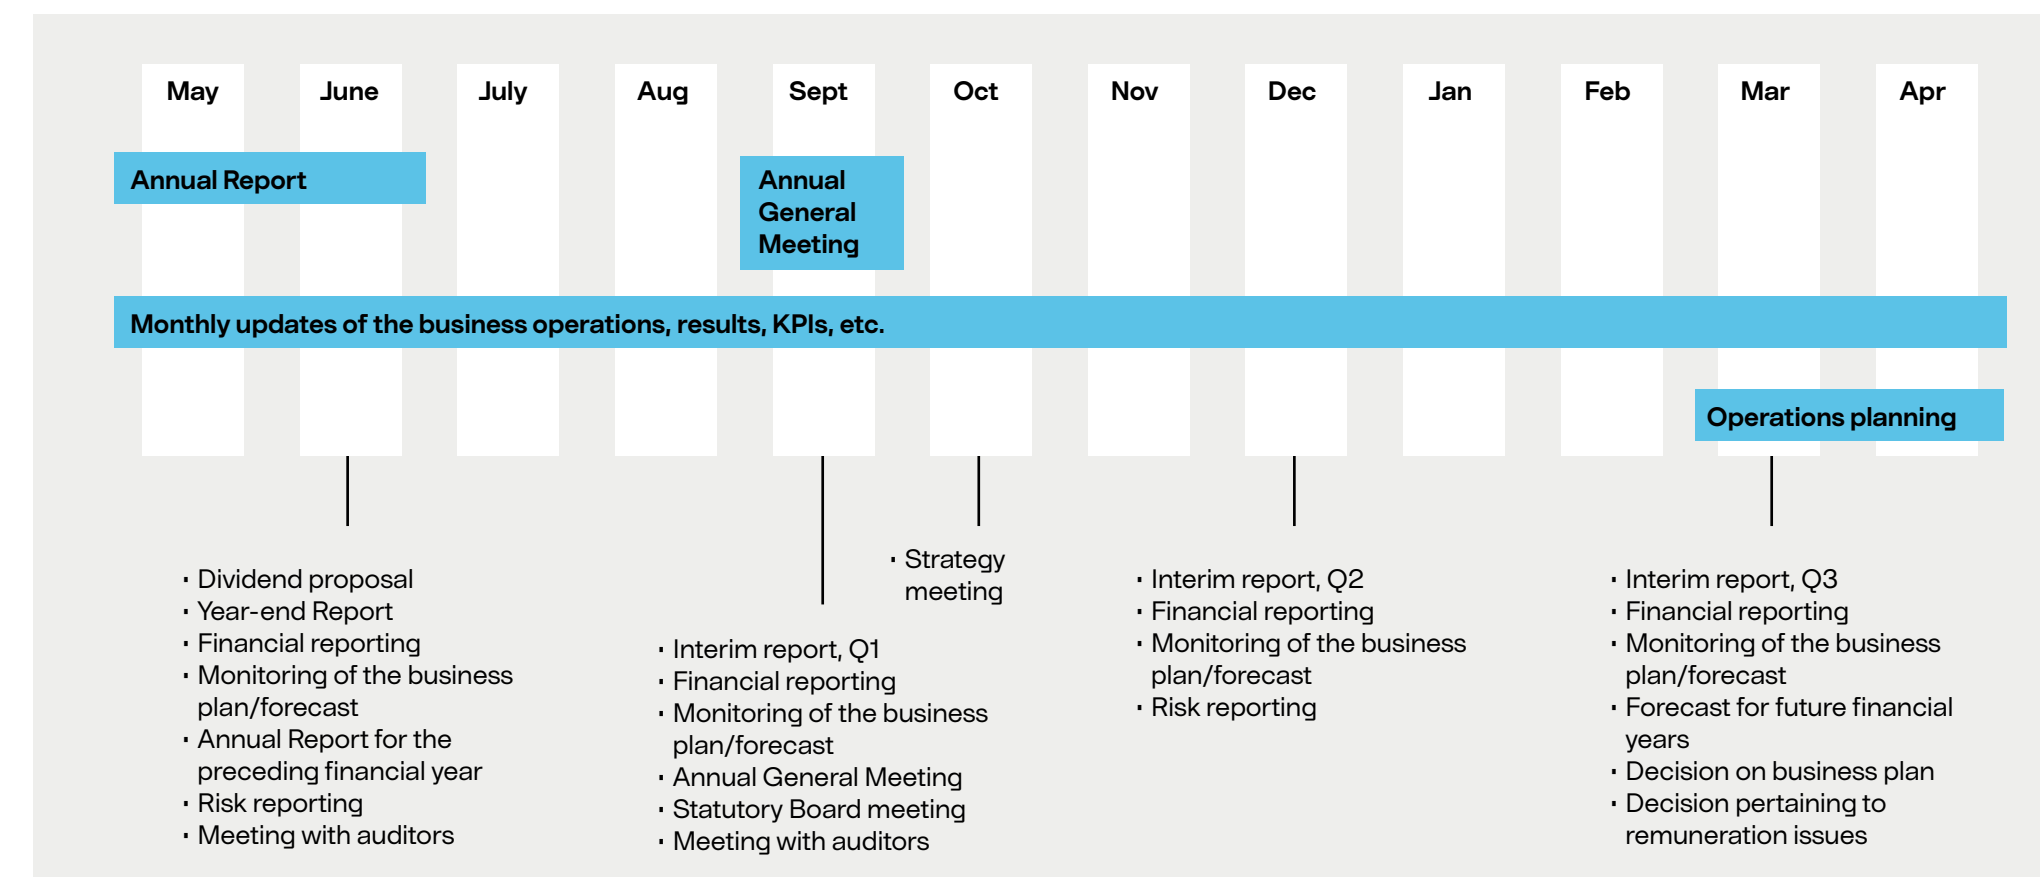 May
June
July
Aug
Sept
Oct
Nov
Dec
Jan
Feb
Mar
Apr
Annual Report
Annual
General
Meeting
Monthly updates of the business operations, results, KPIs, etc.
Operations planning
· Dividend proposal
· Year-end Report
· Financial reporting
· Monitoring of the business
plan/forecast
· Annual Report for the
preceding financial year
· Risk reporting
· Meeting with auditors
· Interim report, Q1
· Financial reporting
· Monitoring of the business
plan/forecast
· Annual General Meeting
· Statutory Board meeting
· Meeting with auditors
· Strategy
meeting
· Interim report, Q2
· Financial reporting
· Monitoring of the business
plan/forecast
· Risk reporting
· Interim report, Q3
· Financial reporting
· Monitoring of the business
plan/forecast
· Forecast for future financial
years
· Decision on business plan
· Decision pertaining to
remuneration issues